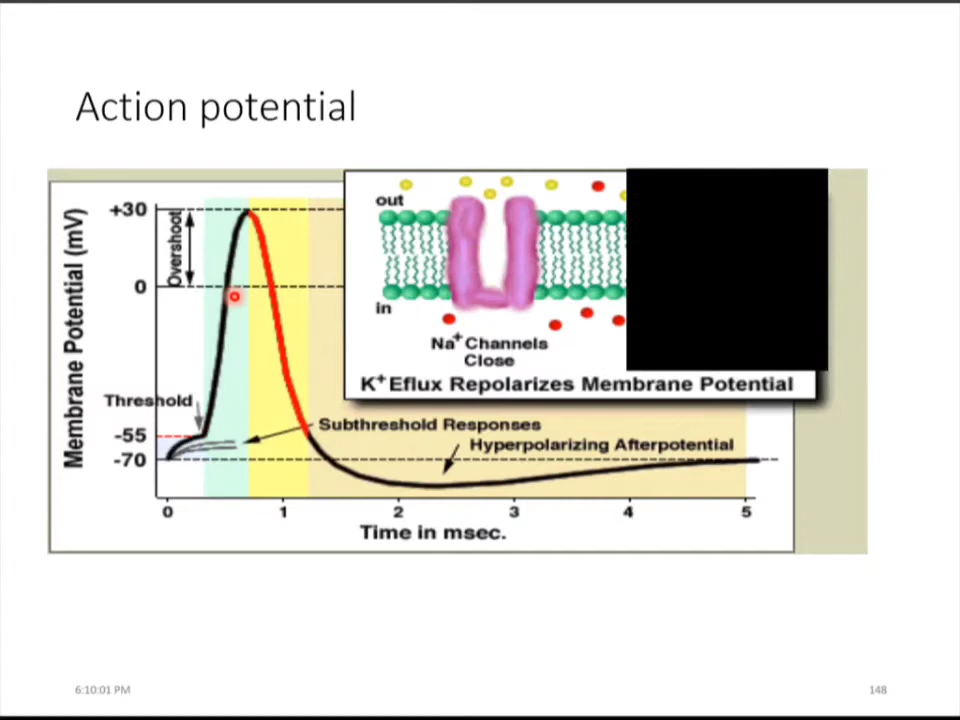 Action potential
Membrane Potential (mV)
+30
0
-55
-70
Overshoot
Threshold
out
in
Na+ Channels
Close
K+ Eflux Repolarizes Membrane Potential
Subthreshold Responses
Hyperpolarizing Afterpotential
0 1 2 3 4 5
Time in msec.
6:10:01 PM
148